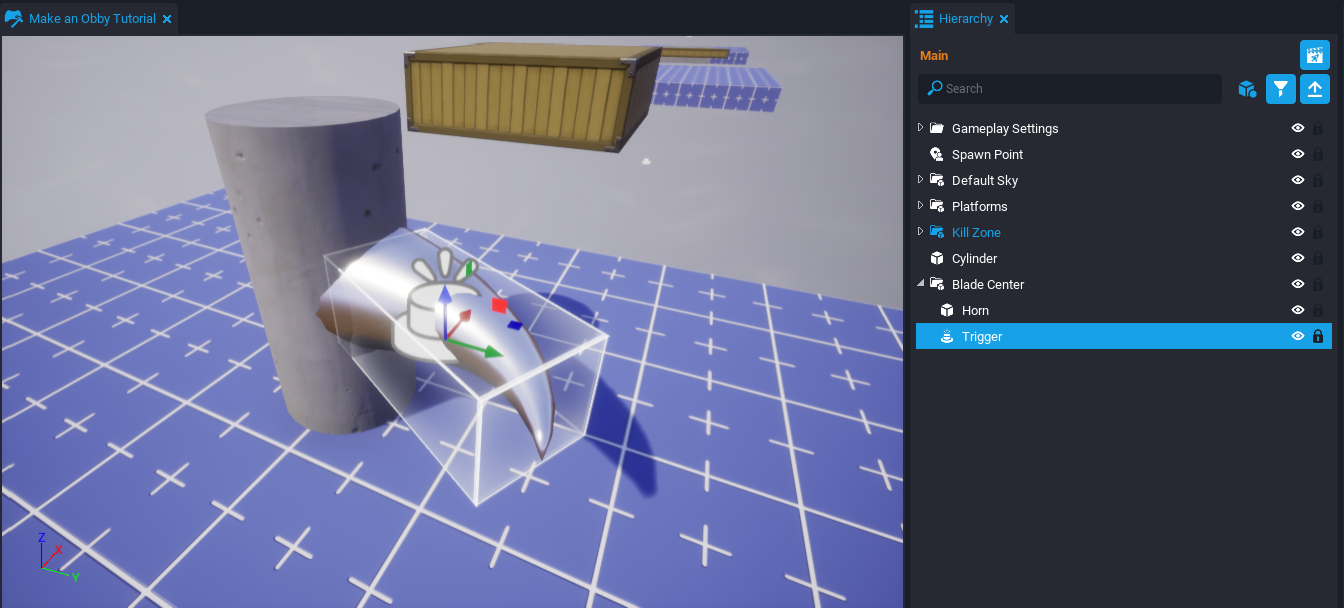 Make an Obby Tutorial
Hierarchy
Main
Search
Gameplay Settings
Spawn Point
Default Sky
Platforms
Kill Zone
Cylinder
Blade Center
Horn
Trigger
Z
X
Y